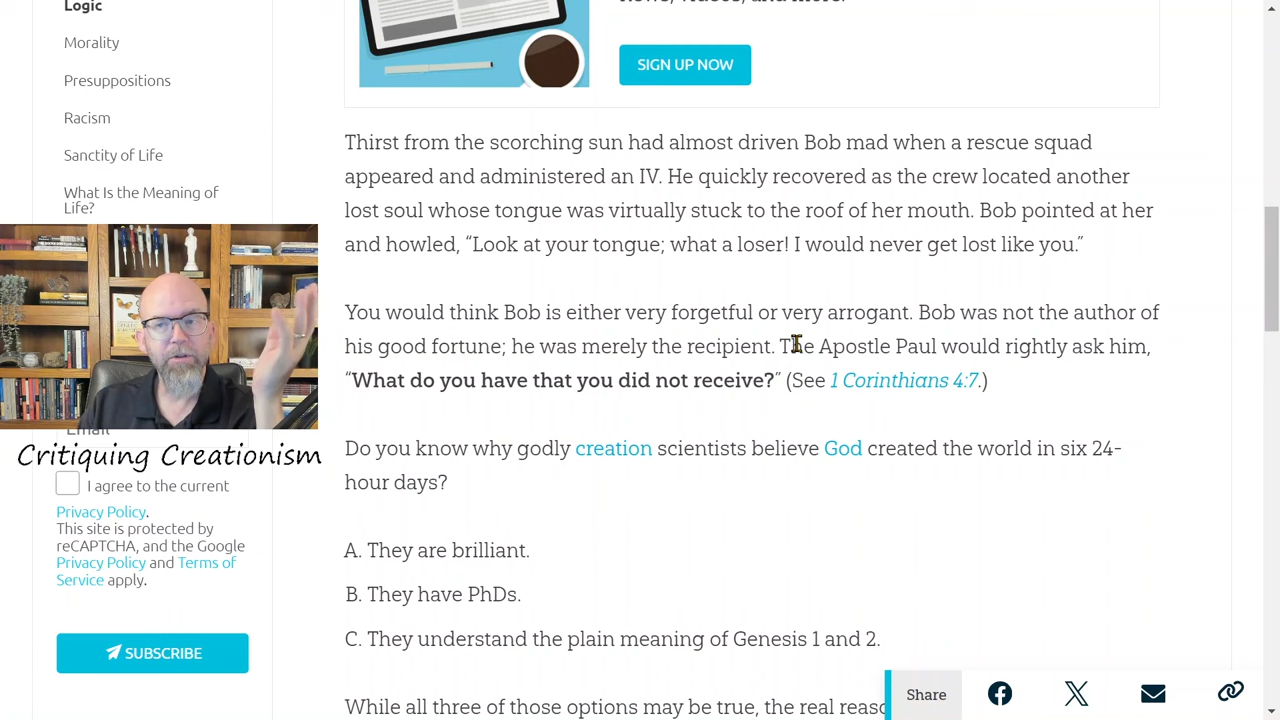 Logic
Morality
Presuppositions
Racism
Sanctity of Life
What Is the Meaning of
Life?
Critiquing Creationism
I agree to the current
Privacy Policy.
This site is protected by
reCAPTCHA, and the Google
Privacy Policy and Terms of
Service apply.
SUBSCRIBE
SIGN UP NOW
Thirst from the scorching sun had almost driven Bob mad when a rescue squad
appeared and administered an IV. He quickly recovered as the crew located another
lost soul whose tongue was virtually stuck to the roof of her mouth. Bob pointed at her
and howled, “Look at your tongue; what a loser! I would never get lost like you.”
You would think Bob is either very forgetful or very arrogant. Bob was not the author of
his good fortune; he was merely the recipient. The Apostle Paul would rightly ask him,
“What do you have that you did not receive?” (See 1 Corinthians 4:7.)
Do you know why godly creation scientists believe God created the world in six 24-
hour days?
A. They are brilliant.
B. They have PhDs.
C. They understand the plain meaning of Genesis 1 and 2.
While all three of those options may be true, the real
Share